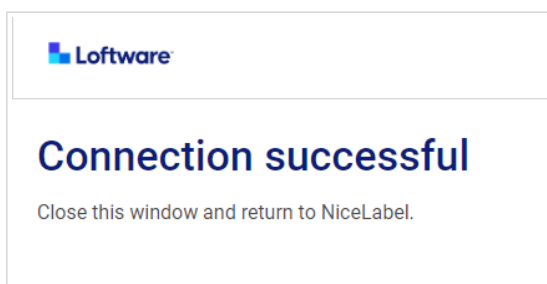 Loftware
Connection successful
Close this window and return to NiceLabel.